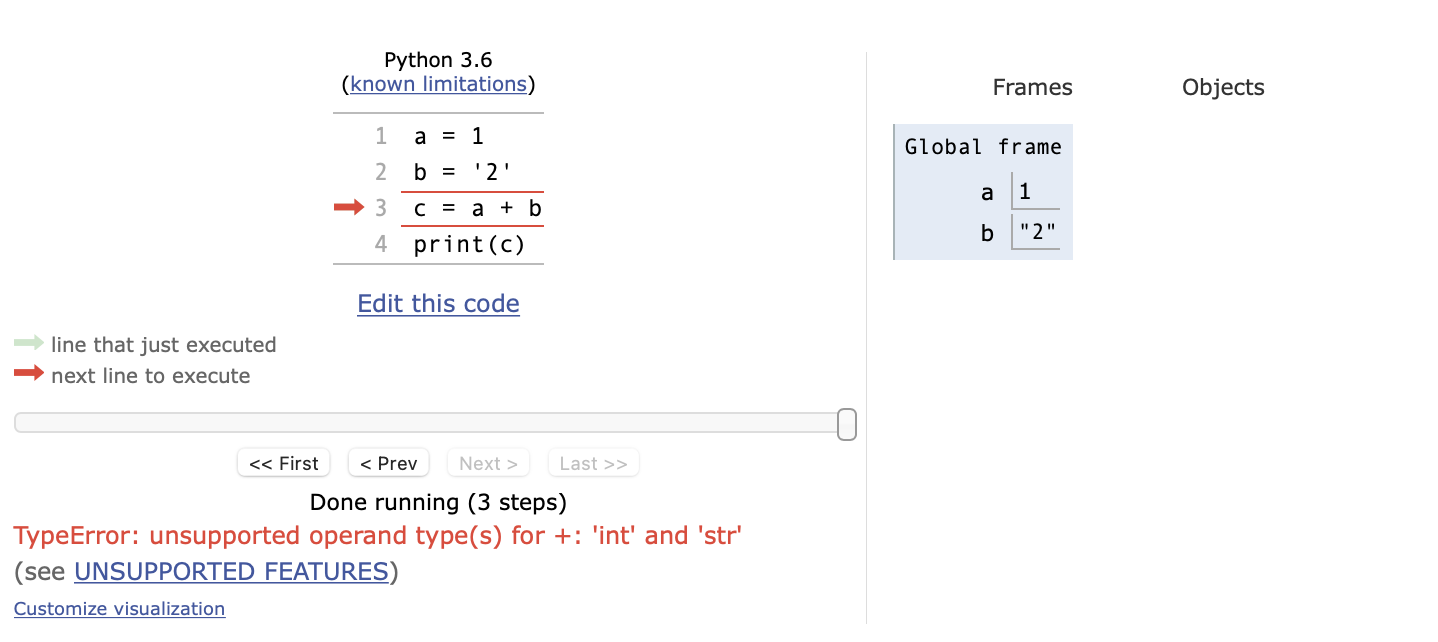 Python 3.6
(known limitations)
1 a = 1
2 b = '2'
3 c = a + b
4 print(c)
Edit this code
line that just executed
next line to execute
<< First < Prev Next > Last >>
Done running (3 steps)
TypeError: unsupported operand type(s) for +: 'int' and 'str'
(see UNSUPPORTED FEATURES)
Customize visualization
Frames Objects
Global frame
a 1
b "2"